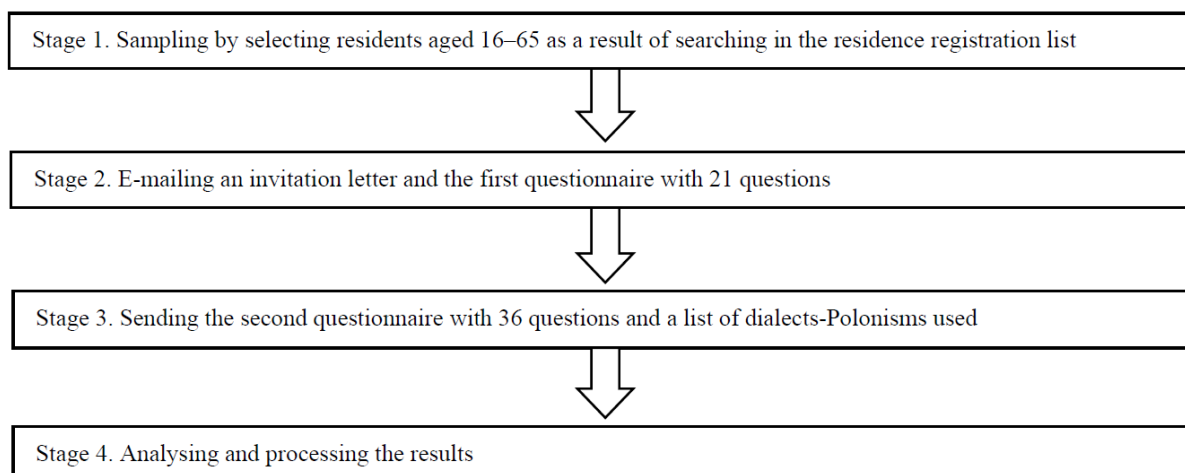 Stage 1. Sampling by selecting residents aged 16–65 as a result of searching in the residence registration list
Stage 2. E-mailing an invitation letter and the first questionnaire with 21 questions
Stage 3. Sending the second questionnaire with 36 questions and a list of dialects-Polonisms used
Stage 4. Analysing and processing the results